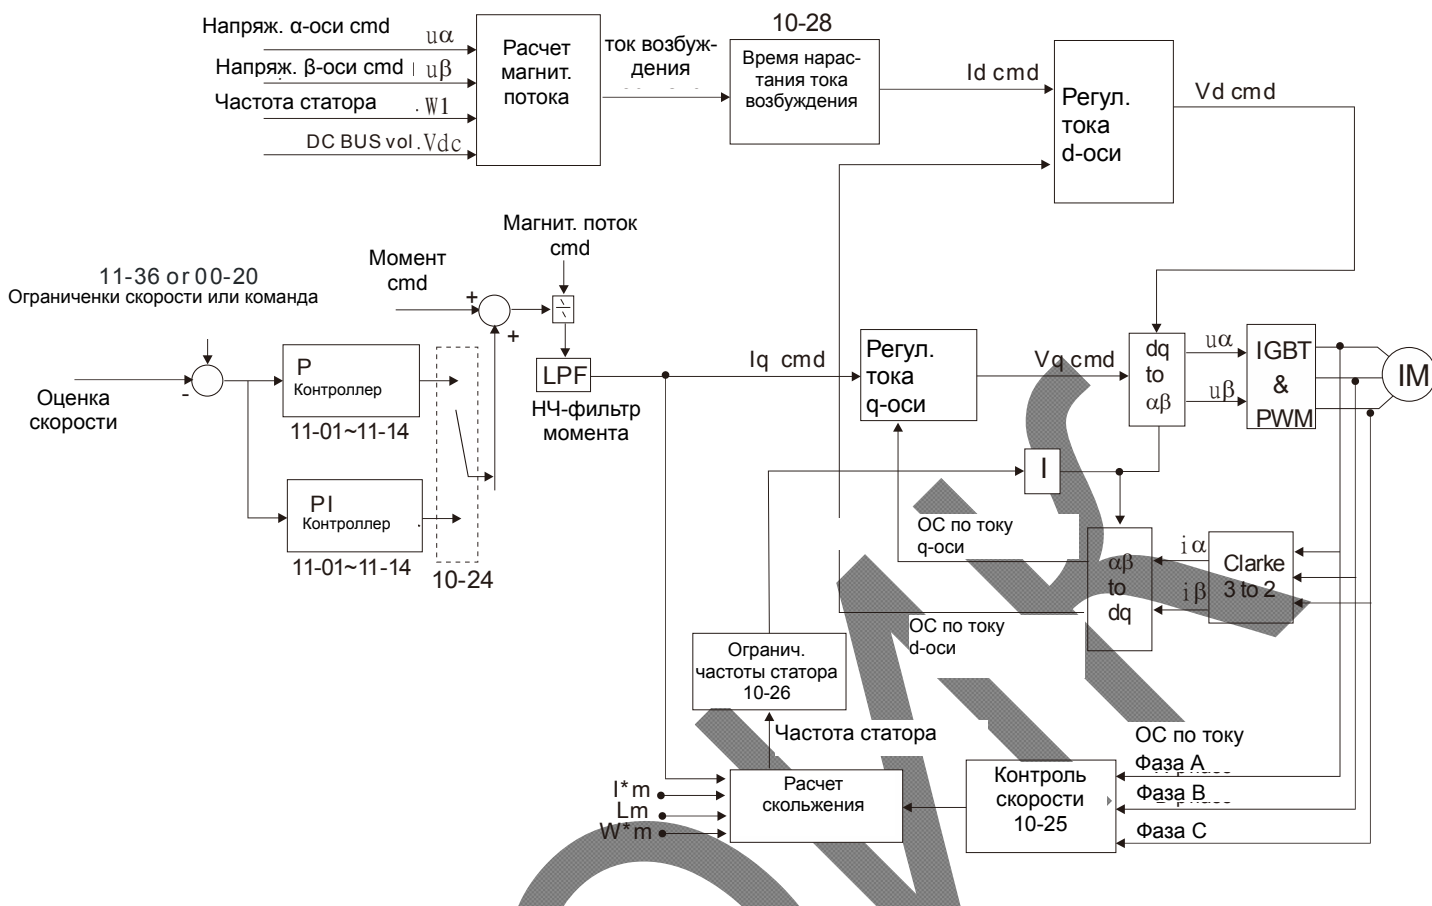 Напряж. α-оси cmd
uα
Напряж. β-оси cmd
uβ
Частота статора
.W1
DC BUS vol.
Vdc
Расчет
магнит.
потока
ток возбуж-
дения
10-28
Время нарас-
тания тока
возбуждения
Id cmd
Регул.
тока
d-оси
Vd cmd
Магнит. поток
cmd
Момент
cmd
11-36 or 00-20
Ограниченки скорости или команда
+
+
-
Оценка
скорости
P
Контроллер
11-01~11-14
PI
Контроллер
11-01~11-14
10-24
LPF
НЧ-фильтр
момента
Iq cmd
Регул.
тока
q-оси
Vq cmd
dq
to
αβ
uα
uβ
IGBT
&
PWM
IM
I
ОС по току
q-оси
αβ
to
dq
iα
iβ
Clarke
3 to 2
ОС по току
d-оси
Огранич.
частоты статора
10-26
Частота статора
I*m
Lm
W*m
Расчет
скольжения
Контроль
скорости
10-25
ОС по току
Фаза А
Фаза В
Фаза С